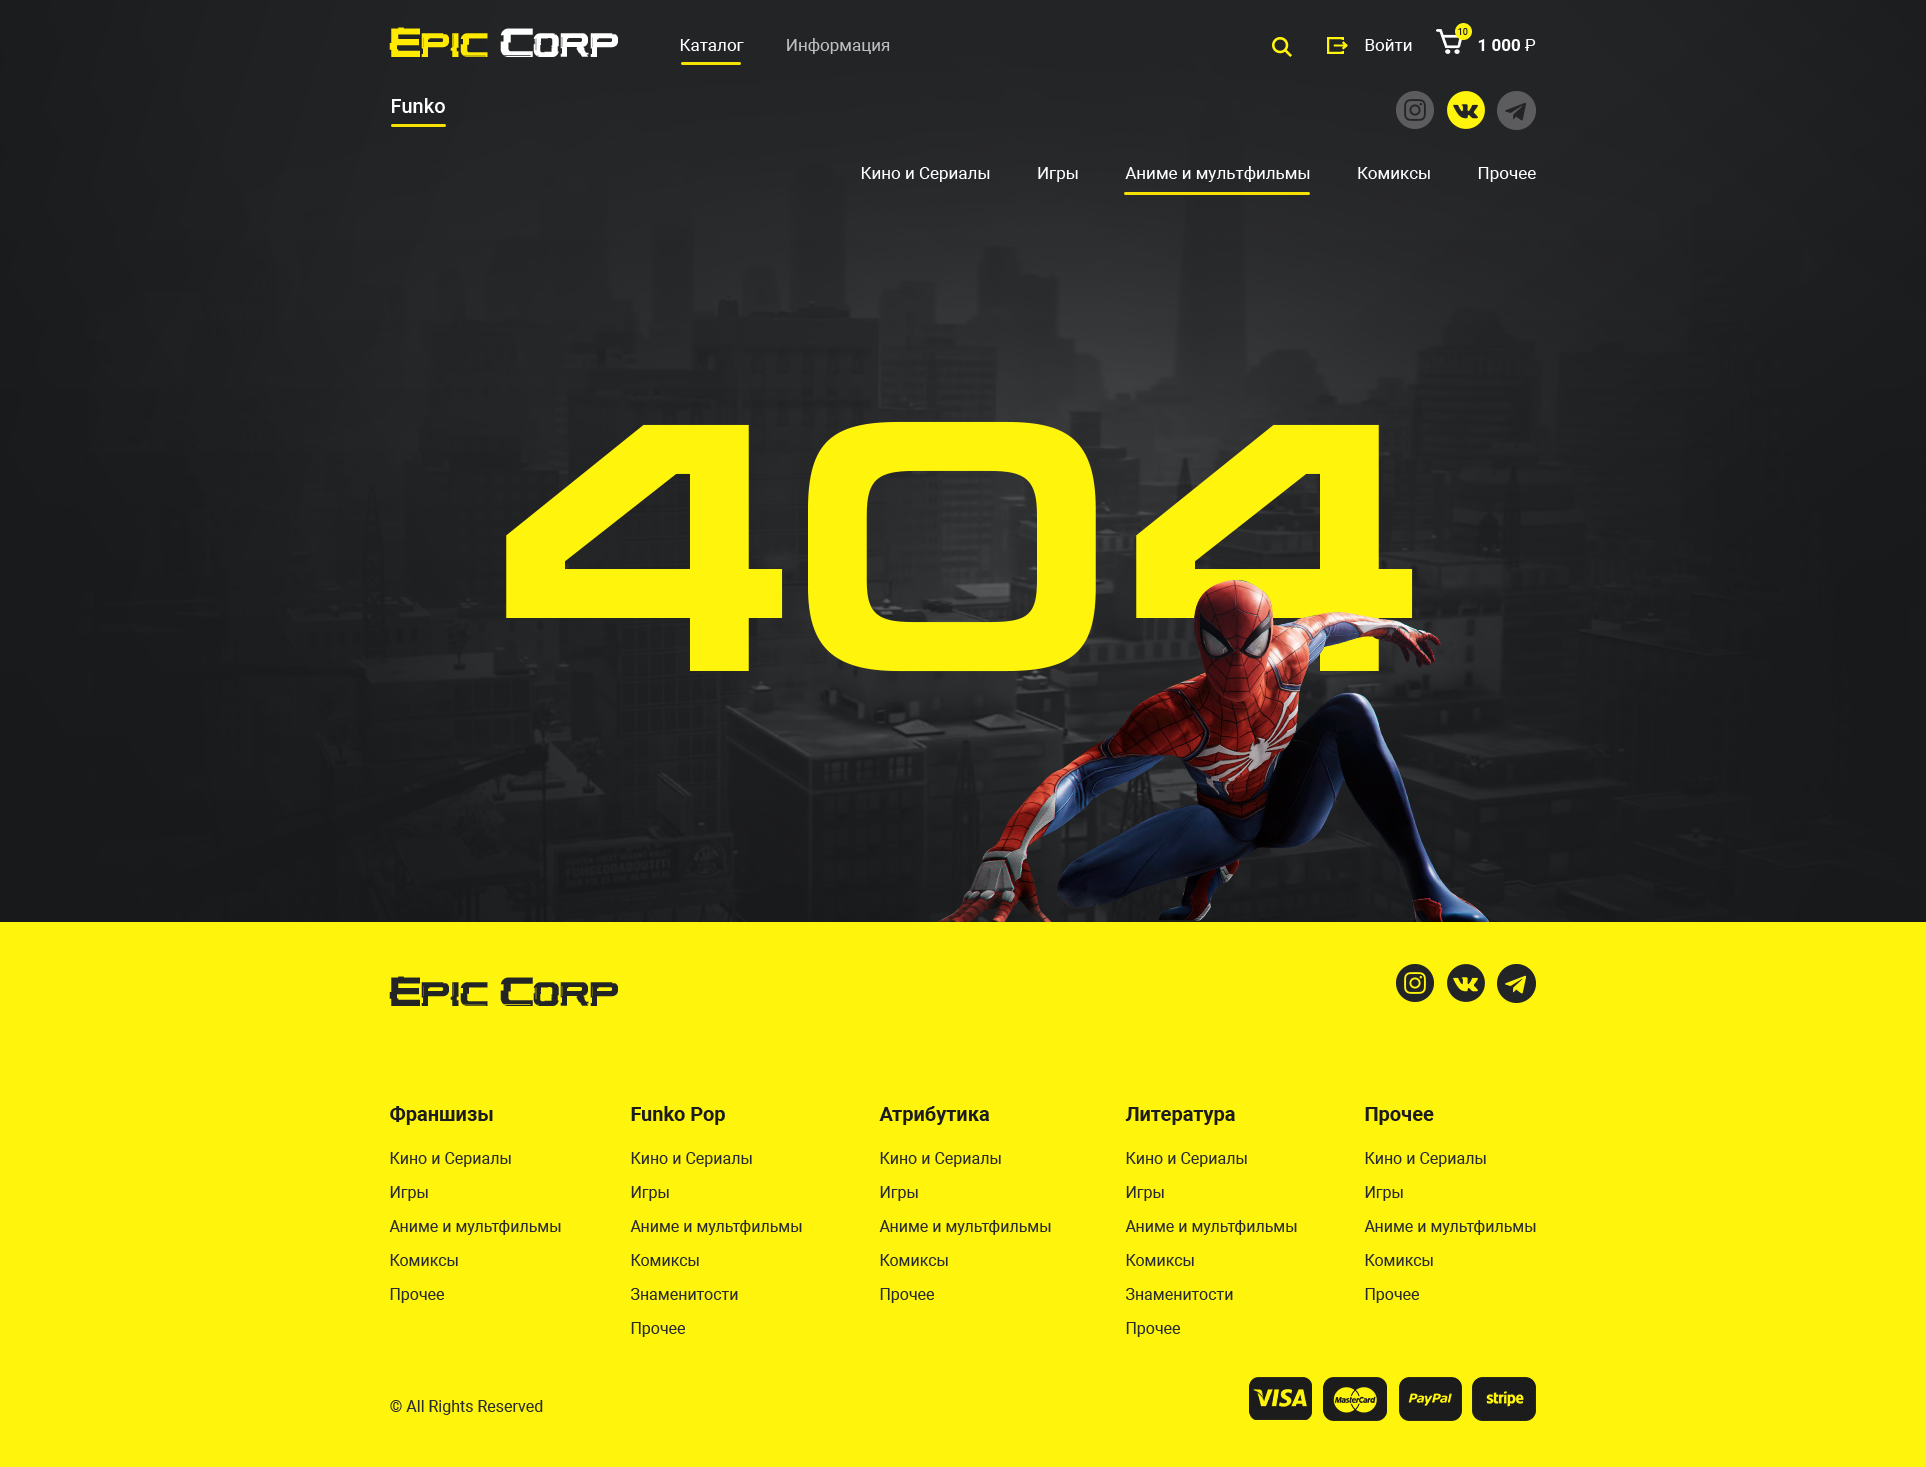 Epic Corp
Каталог
Информация
Войти
10
1 000 ₽
Funko
Кино и Сериалы
Игры
Аниме и мультфильмы
Комиксы
Прочее
404
Epic Corp
Франшизы
Кино и Сериалы
Игры
Аниме и мультфильмы
Комиксы
Прочее
Funko Pop
Кино и Сериалы
Игры
Аниме и мультфильмы
Комиксы
Знаменитости
Прочее
Атрибутика
Кино и Сериалы
Игры
Аниме и мультфильмы
Комиксы
Прочее
Литература
Кино и Сериалы
Игры
Аниме и мультфильмы
Комиксы
Знаменитости
Прочее
Прочее
Кино и Сериалы
Игры
Аниме и мультфильмы
Комиксы
Прочее
© All Rights Reserved
VISA
MasterCard
PayPal
stripe